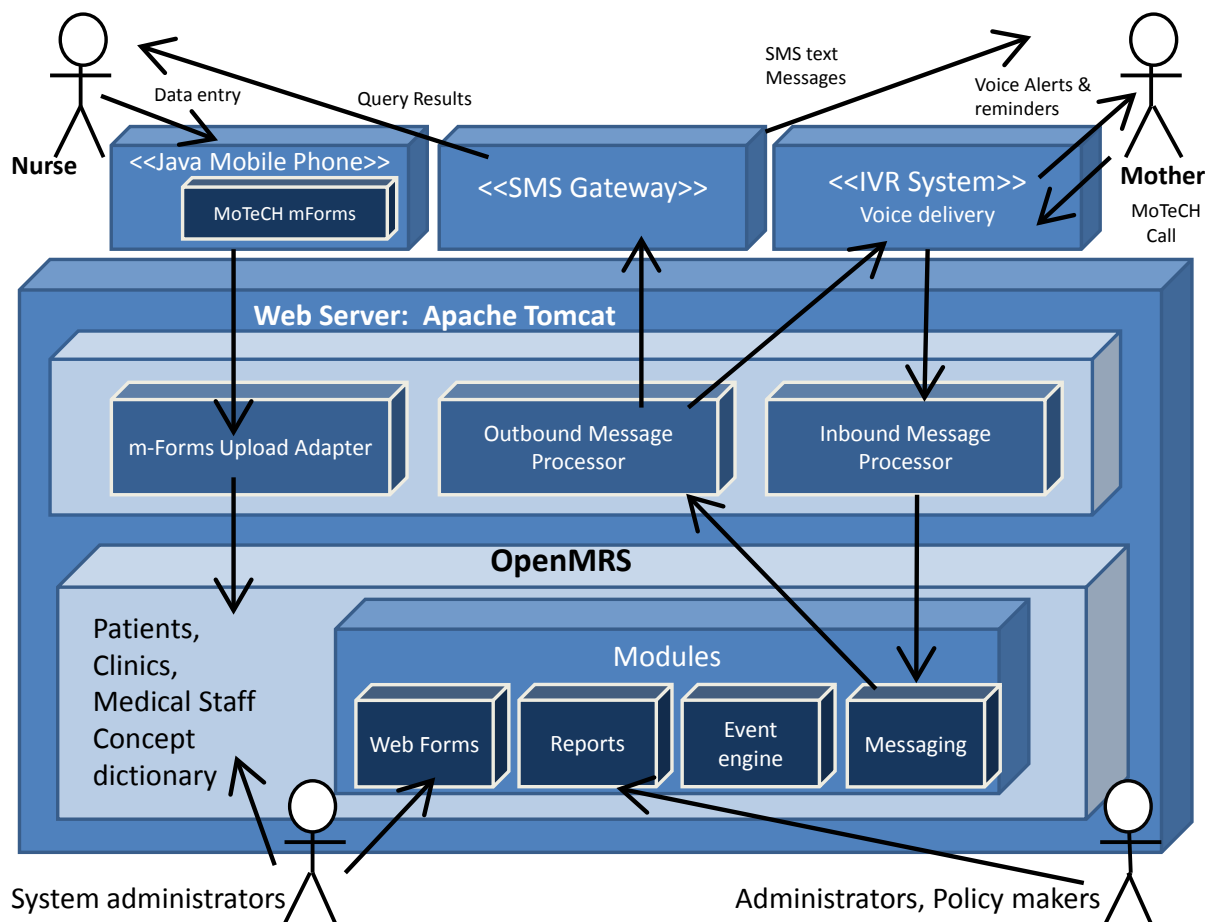 SMS text
Messages
Data entry
Query Results
Voice Alerts &
reminders
Nurse
<<Java Mobile Phone>>
MoTeCH mForms
<<SMS Gateway>>
<<IVR System>>
Voice delivery
Mother
MoTeCH
Call
Web Server:  Apache Tomcat
m-Forms Upload Adapter
Outbound Message
Processor
Inbound Message
Processor
OpenMRS
Patients,
Clinics,
Medical Staff
Concept
dictionary
Modules
Web Forms
Reports
Event
engine
Messaging
System administrators
Administrators, Policy makers